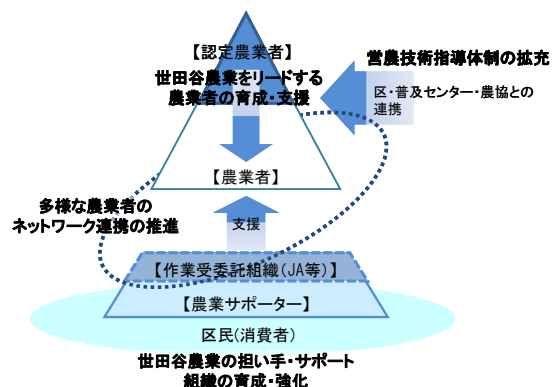 【認定農業者】
世田谷農業をリードする
農業者の育成・支援
営農技術指導体制の拡充
区・普及センター・農協との
連携
【農業者】
多様な農業者の
ネットワーク連携の推進
支援
【作業受委託組織(JA等)】
【農業サポーター】
区民(消費者)
世田谷農業の担い手・サポート
組織の育成・強化